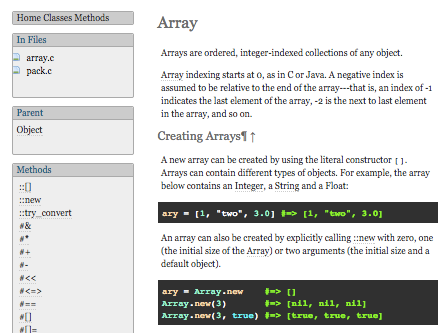 Home Classes Methods
In Files
array.c
pack.c
Parent
Object
Methods
::[]
::new
::try_convert
#&
#*
#+
#-
#<<
#<=>
#==
#[]
#[]=
Array
Arrays are ordered, integer-indexed collections of any object.
Array indexing starts at 0, as in C or Java. A negative index is
assumed to be relative to the end of the array---that is, an index of -1
indicates the last element of the array, -2 is the next to last element
in the array, and so on.
Creating Arrays¶ ↑
A new array can be created by using the literal constructor [].
Arrays can contain different types of objects. For example, the array
below contains an Integer, a String and a Float:
ary = [1, "two", 3.0] #=> [1, "two", 3.0]
An array can also be created by explicitly calling ::new with zero, one
(the initial size of the Array) or two arguments (the initial size and a
default object).
ary = Array.new    #=> []
Array.new(3)       #=> [nil, nil, nil]
Array.new(3, true) #=> [true, true, true]